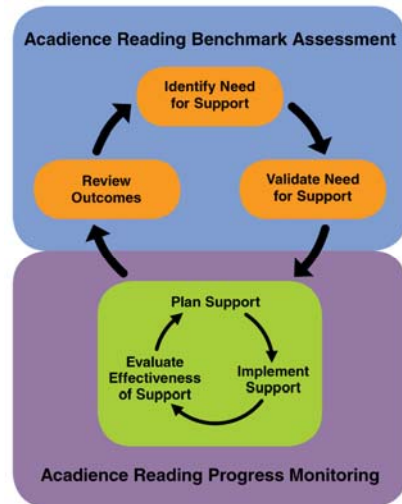 Acadience Reading Benchmark Assessment
Identify Need
for Support
Review
Outcomes
Validate Need
for Support
Plan Support
Evaluate
Effectiveness
of Support
Implement
Support
Acadience Reading Progress Monitoring